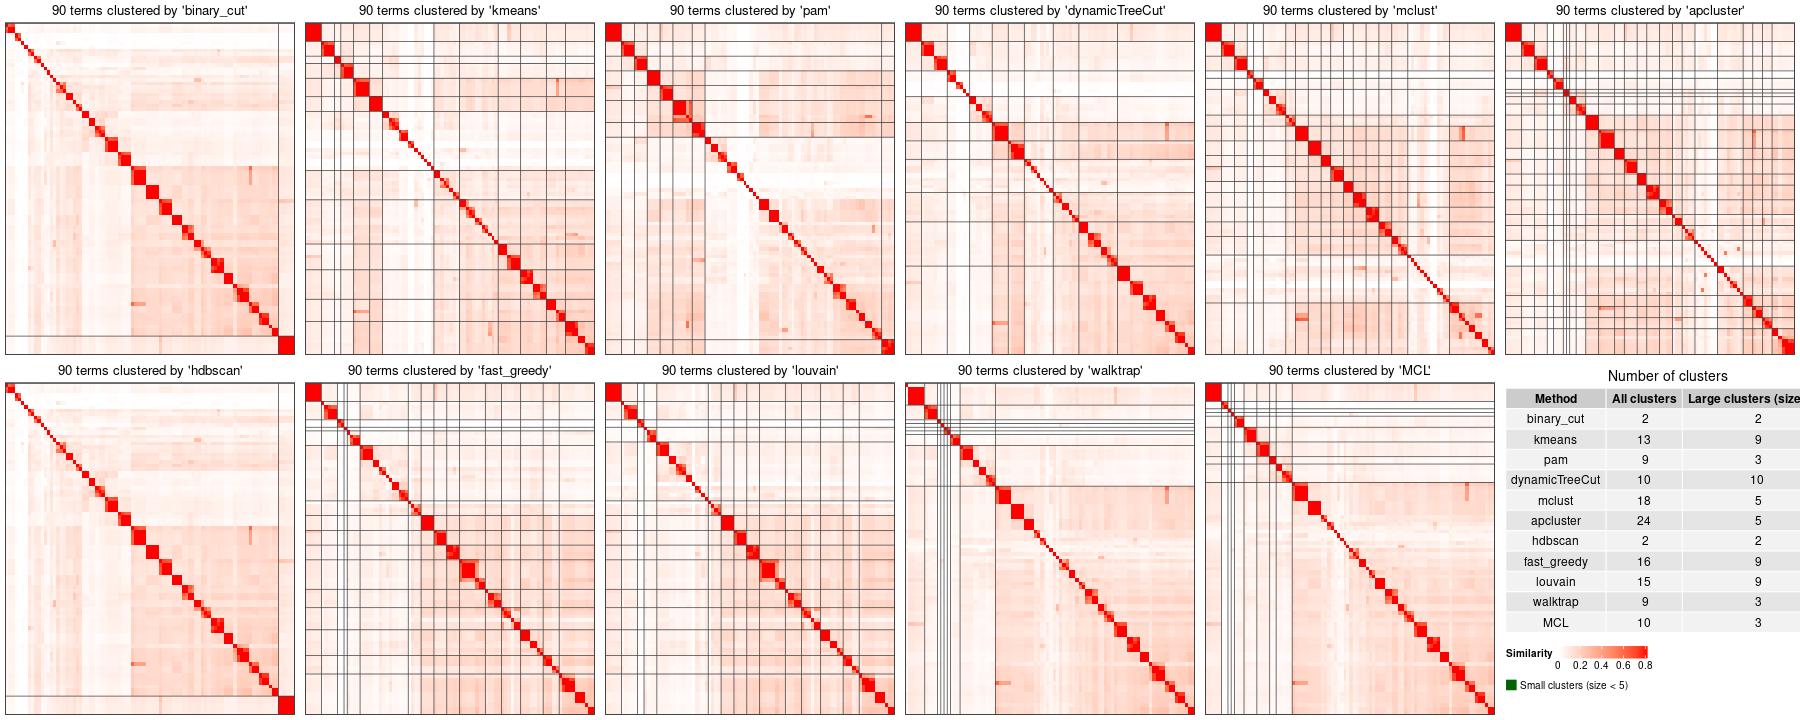 90 terms clustered by 'binary_cut'
90 terms clustered by 'kmeans'
90 terms clustered by 'pam'
90 terms clustered by 'dynamicTreeCut'
90 terms clustered by 'mclust'
90 terms clustered by 'apcluster'
90 terms clustered by 'hdbscan'
90 terms clustered by 'fast_greedy'
90 terms clustered by 'louvain'
90 terms clustered by 'walktrap'
90 terms clustered by 'MCL'
Number of clusters
Method All clusters Large clusters (size
binary_cut 2 2
kmeans 13 9
pam 9 3
dynamicTreeCut 10 10
mclust 18 5
apcluster 24 5
hdbscan 2 2
fast_greedy 16 9
louvain 15 9
walktrap 9 3
MCL 10 3
Similarity
0 0.2 0.4 0.6 0.8
Small clusters (size < 5)